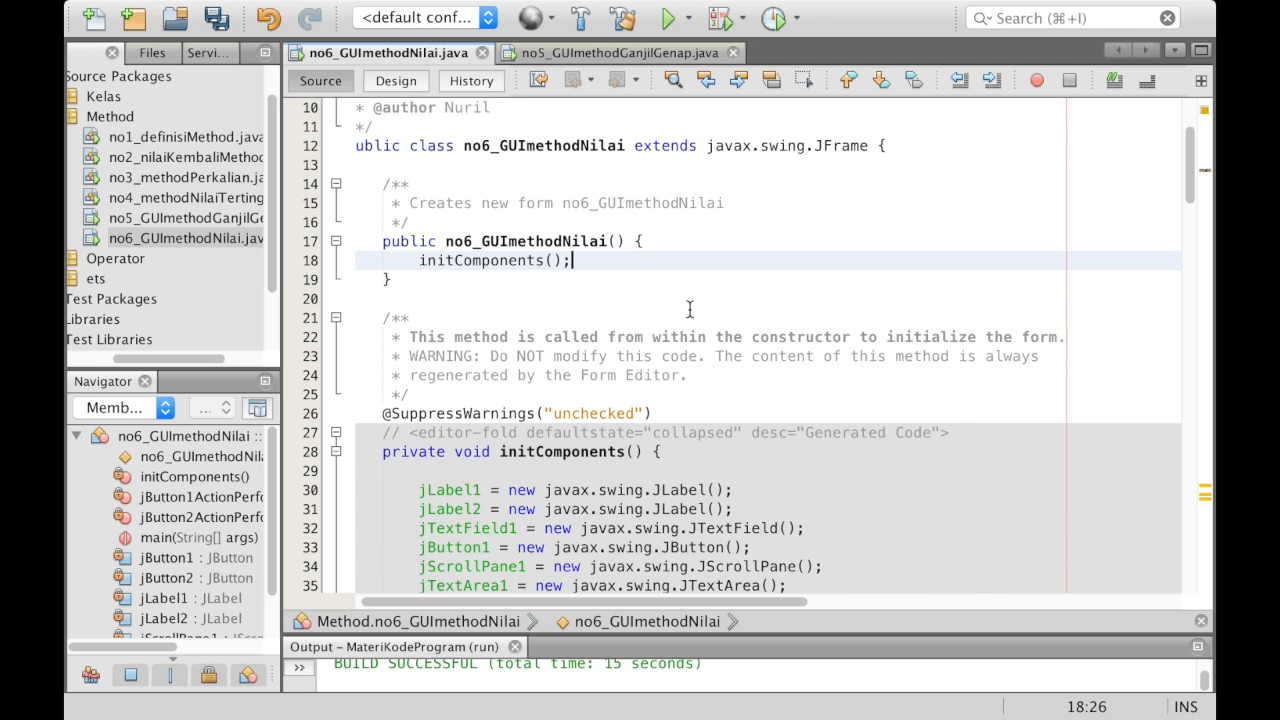 <default conf...
Search (⌘+I)
Files
Servi...
no6_GUImethodNilai.java
no5_GUImethodGanjilGenap.java
Source
Design
History
Source Packages
Kelas
Method
no1_definisiMethod.java
no2_nilaiKembaliMethod
no3_methodPerkalian.ja
no4_methodNilaiTerting
no5_GUImethodGanjilGe
no6_GUImethodNilai.jav
Operator
ets
Test Packages
Libraries
Test Libraries
Navigator
Memb...
...
no6_GUImethodNilai ::
no6_GUImethodNila
initComponents()
jButton1ActionPerfo
jButton2ActionPerfo
main(String[] args)
jButton1 : JButton
jButton2 : JButton
jLabel1 : JLabel
jLabel2 : JLabel
10 * @author Nuril
11 */
12 ublic class no6_GUImethodNilai extends javax.swing.JFrame {
13
14 /**
15 * Creates new form no6_GUImethodNilai
16 */
17 public no6_GUImethodNilai() {
18 initComponents();
19 }
20
21 /**
22 * This method is called from within the constructor to initialize the form.
23 * WARNING: Do NOT modify this code. The content of this method is always
24 * regenerated by the Form Editor.
25 */
26 @SuppressWarnings("unchecked")
27 // <editor-fold defaultstate="collapsed" desc="Generated Code">
28 private void initComponents() {
29
30 jLabel1 = new javax.swing.JLabel();
31 jLabel2 = new javax.swing.JLabel();
32 jTextField1 = new javax.swing.JTextField();
33 jButton1 = new javax.swing.JButton();
34 jScrollPane1 = new javax.swing.JScrollPane();
35 jTextArea1 = new javax.swing.JTextArea();
Method.no6_GUImethodNilai
no6_GUImethodNilai
Output - MateriKodeProgram (run)
BUILD SUCCESSFUL (total time: 15 seconds)
18:26
INS